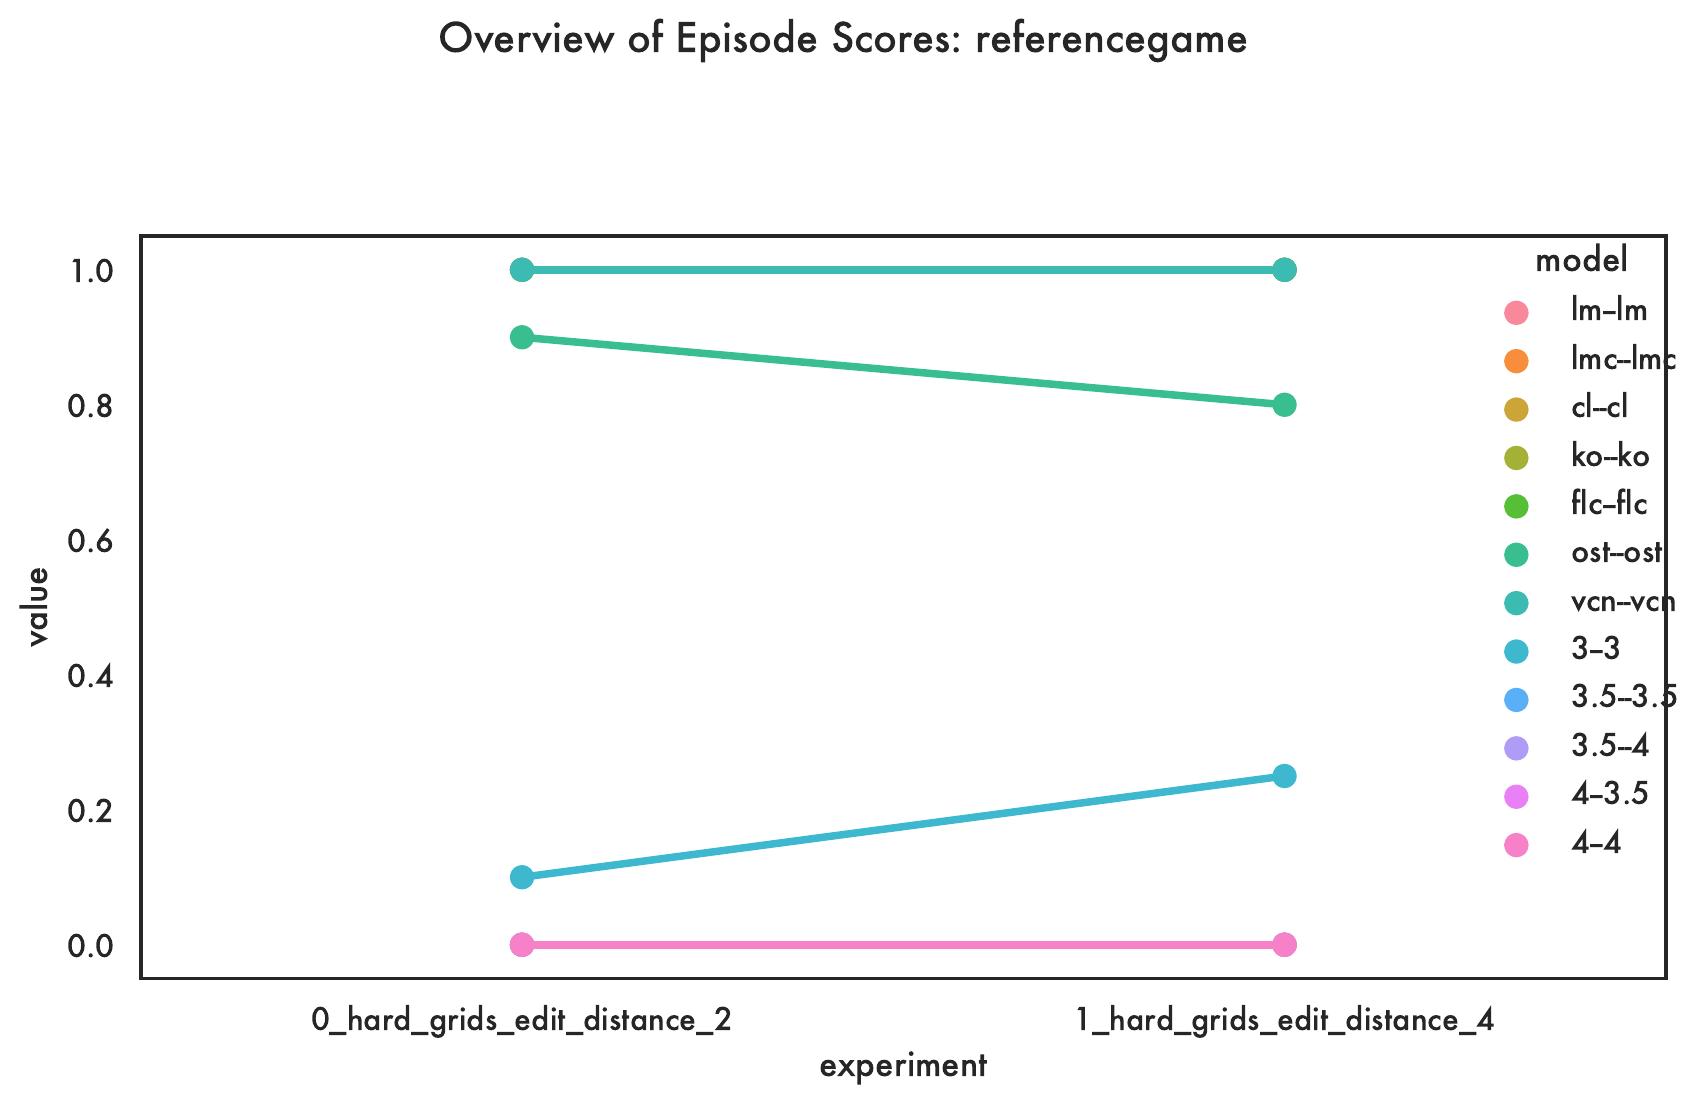 Overview of Episode Scores: referencegame
1.0
0.8
0.6
0.4
0.2
0.0
value
0_hard_grids_edit_distance_2
1_hard_grids_edit_distance_4
experiment
model
lm--lm
lmc--lmc
cl--cl
ko--ko
flc--flc
ost--ost
vcn--vcn
3--3
3.5--3.5
3.5--4
4--3.5
4--4